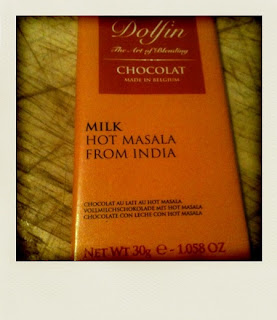 Dolfin
The Art of Blending
CHOCOLAT
MADE IN BELGIUM
MILK
HOT MASALA
FROM INDIA
CHOCOLAT AU LAIT AU HOT MASALA
VOLLMILCHSCHOKOLADE MIT HOT MASALA
CHOCOLATE CON LECHE CON HOT MASALA
NET WT 30g e - 1.058 OZ